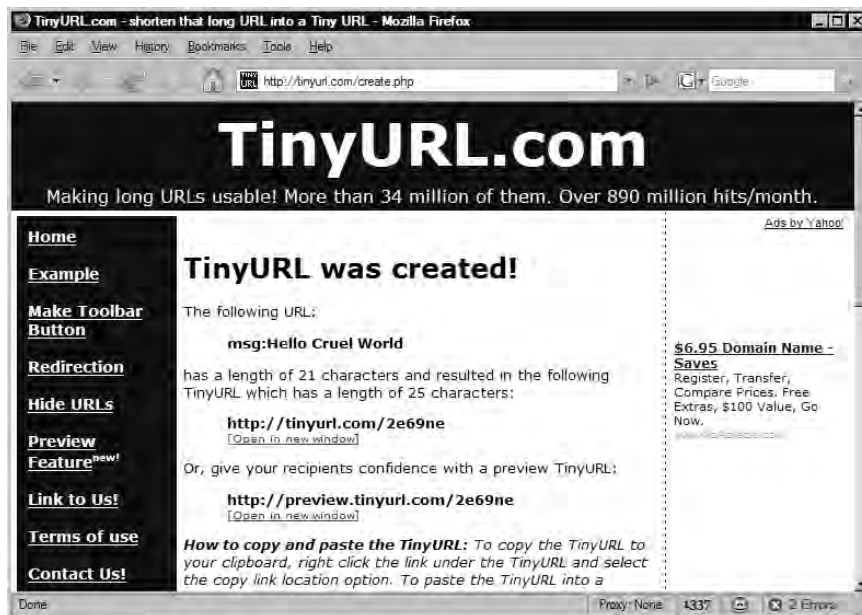 TinyURL.com - shorten that long URL into a Tiny URL - Mozilla Firefox
File Edit View History Bookmarks Tools Help
TINY URL http://tinyurl.com/create.php Google
TinyURL.com
Making long URLs usable! More than 34 million of them. Over 890 million hits/month.
Home
Example
Make Toolbar
Button
Redirection
Hide URLs
Preview
Feature new!
Link to Us!
Terms of use
Contact Us!
TinyURL was created!
The following URL:
msg:Hello Cruel World
has a length of 21 characters and resulted in the following
TinyURL which has a length of 25 characters:
http://tinyurl.com/2e69ne
[Open in new window]
Or, give your recipients confidence with a preview TinyURL:
http://preview.tinyurl.com/2e69ne
[Open in new window]
How to copy and paste the TinyURL: To copy the TinyURL to
your clipboard, right click the link under the TinyURL and select
the copy link location option. To paste the TinyURL into a
Ads by Yahoo!
$6.95 Domain Name -
Saves
Register, Transfer,
Compare Prices. Free
Extras, $100 Value, Go
Now.
Done Proxy: None 1337 2 Errors